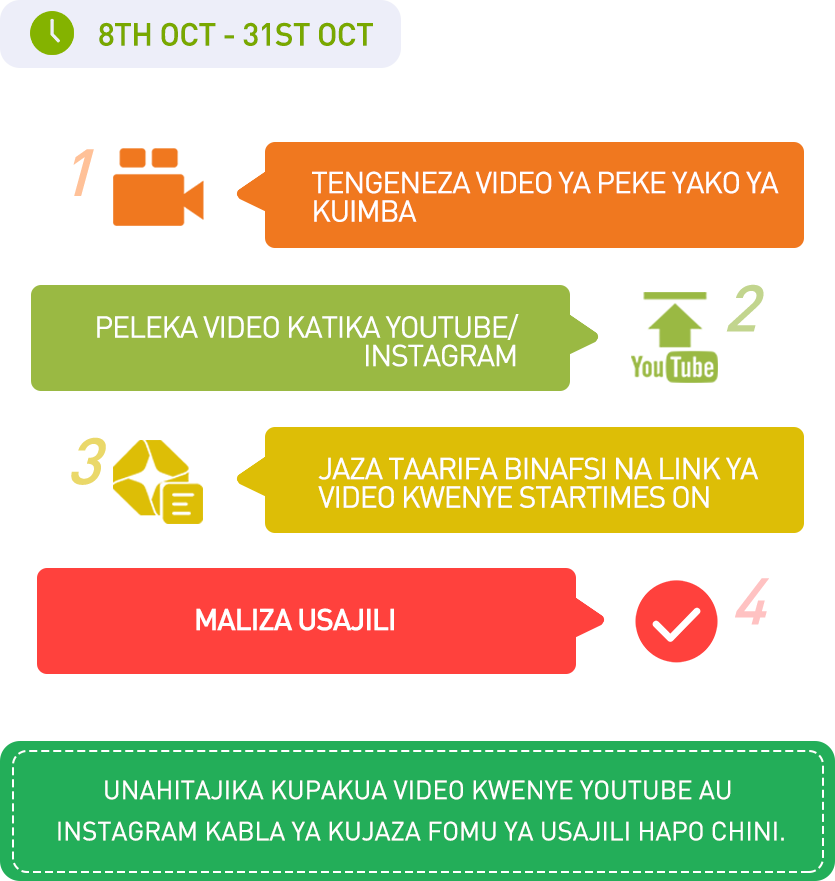 8TH OCT - 31ST OCT
1
TENGENEZA VIDEO YA PEKE YAKO YA
KUIMBA
PELEKA VIDEO KATIKA YOUTUBE/
INSTAGRAM
2
YouTube
3
JAZA TAARIFA BINAFSI NA LINK YA
VIDEO KWENYE STARTIMES ON
MALIZA USAJILI
4
UNAHITAJIKA KUPAKUA VIDEO KWENYE YOUTUBE AU
INSTAGRAM KABLA YA KUJAZA FOMU YA USAJILI HAPO CHINI.